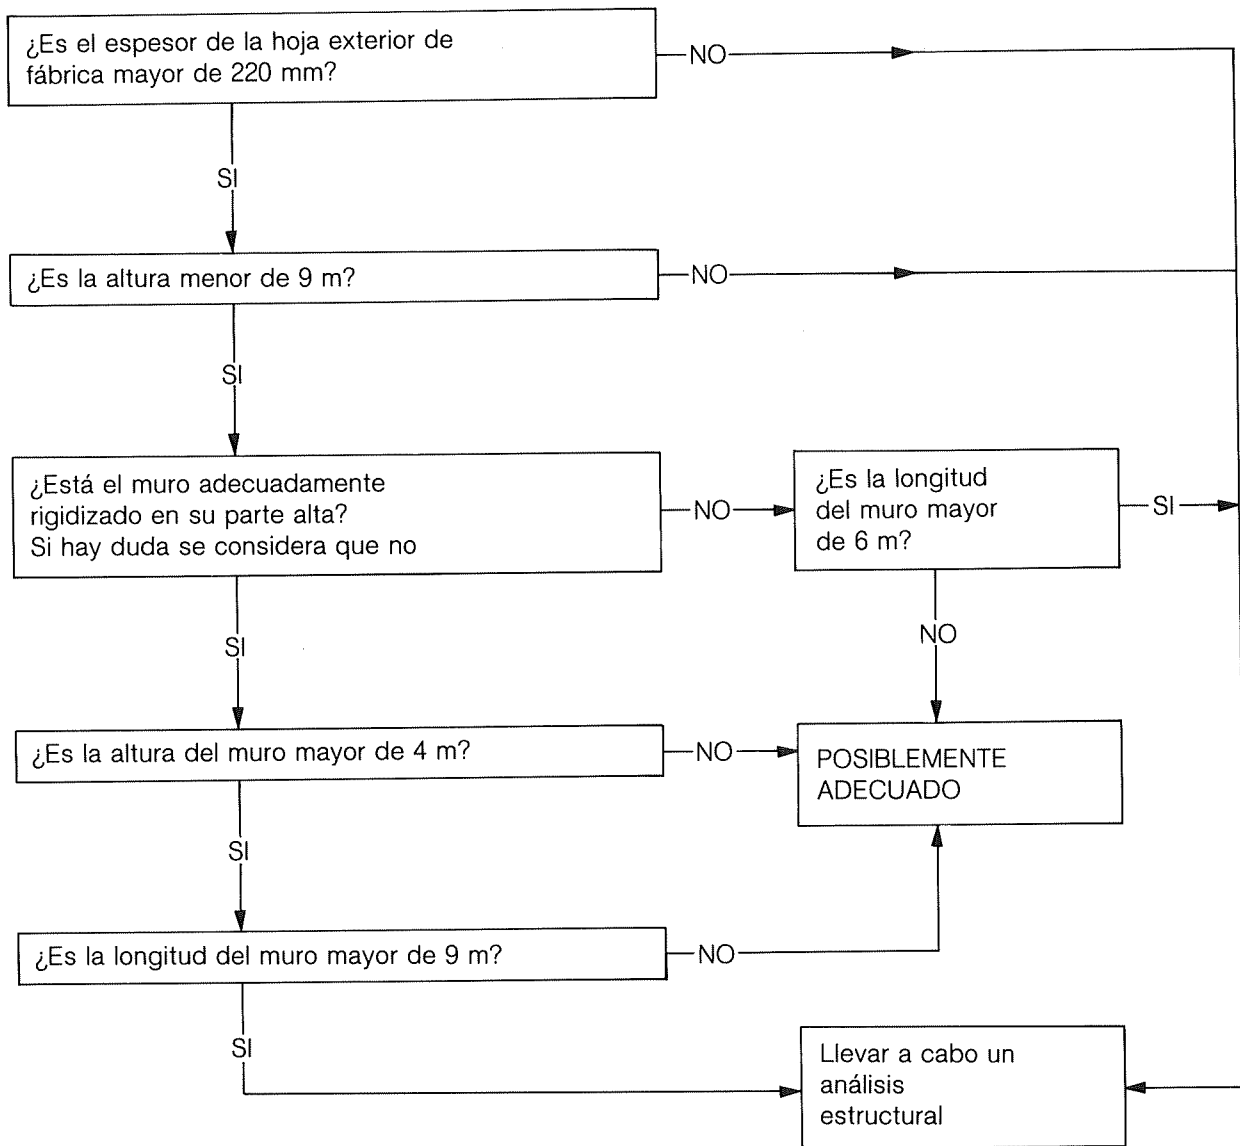 ¿Es el espesor de la hoja exterior de
fábrica mayor de 220 mm?
NO
SI
¿Es la altura menor de 9 m?
NO
SI
¿Está el muro adecuadamente
rigidizado en su parte alta?
Si hay duda se considera que no
NO
¿Es la longitud
del muro mayor
de 6 m?
SI
SI
NO
¿Es la altura del muro mayor de 4 m?
NO
POSIBLEMENTE
ADECUADO
SI
¿Es la longitud del muro mayor de 9 m?
NO
SI
Llevar a cabo un
análisis
estructural